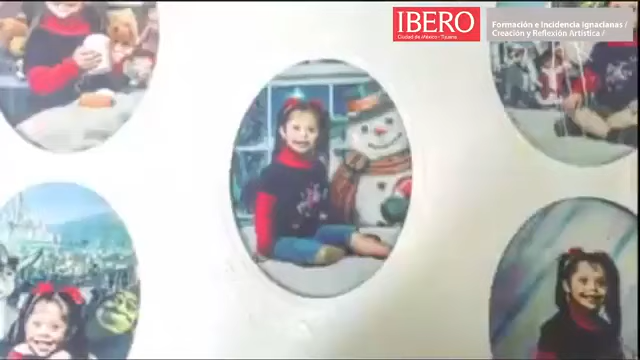 IBERO
Ciudad de México · Tijuana
Formación e Incidencia Ignacianas /
Creación y Reflexión Artística /